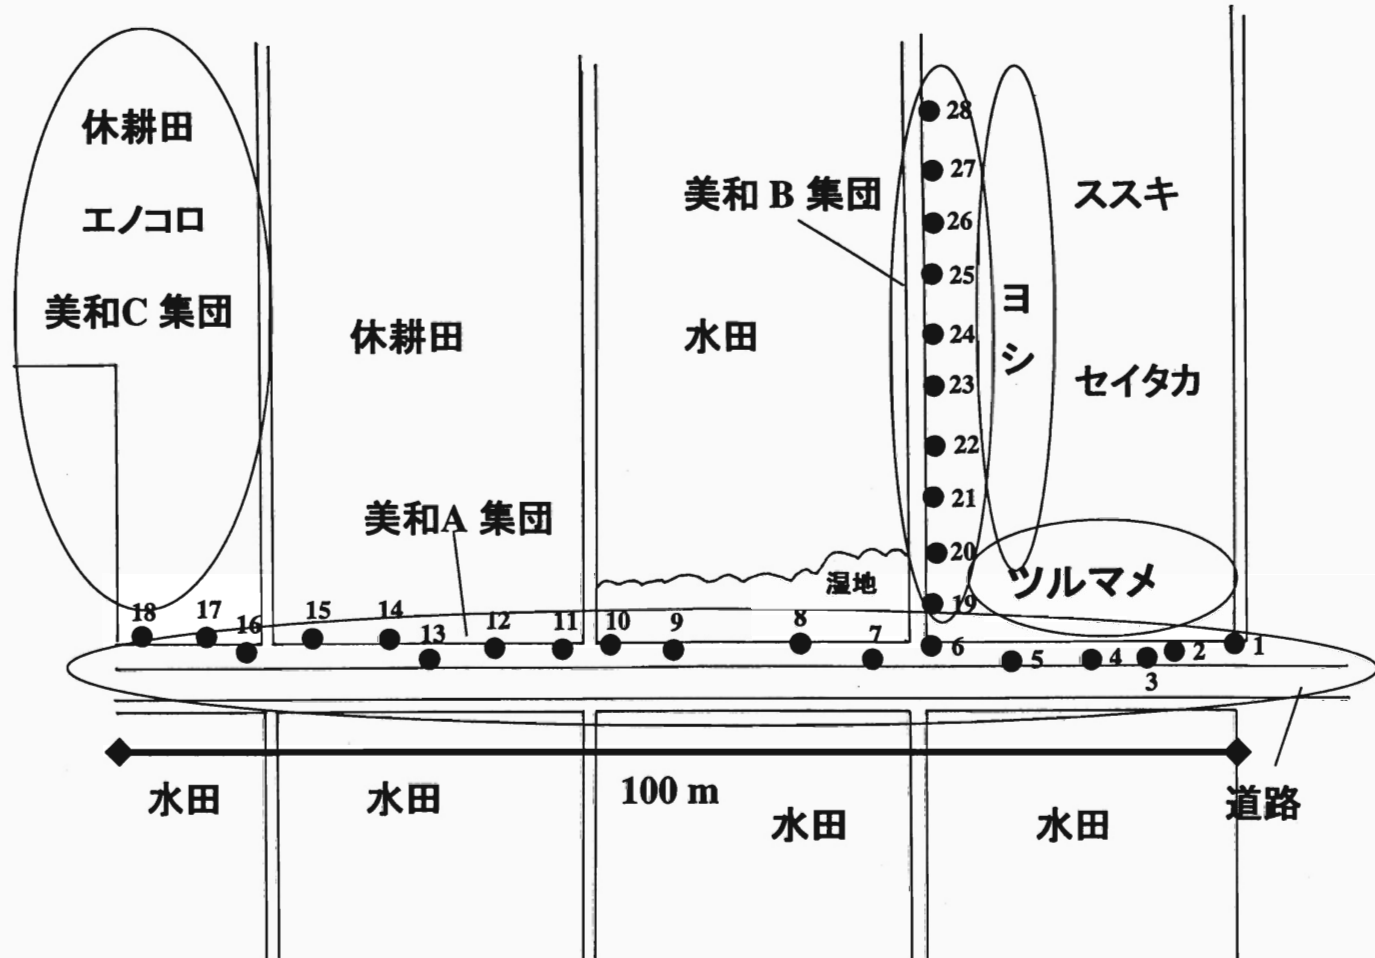 28
休耕田
27
美和 B 集団
ススキ
エノコロ
26
25
美和C 集団
ヨシ
休耕田
水田
24
23
セイタカ
22
21
美和A 集団
20
湿地
ツルマメ
19
18
17
16
15
14
13
12
11
10
9
8
7
6
5
4
3
2
1
100 m
水田
水田
水田
水田
道路